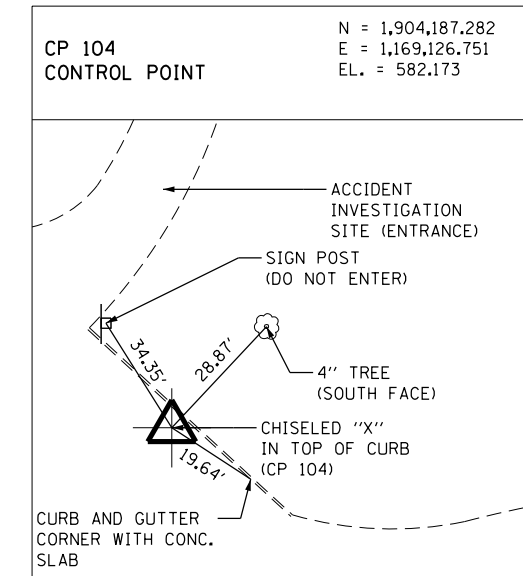 CP 104
CONTROL POINT
N = 1,904,187.282
E = 1,169,126.751
EL. = 582.173
ACCIDENT
INVESTIGATION
SITE (ENTRANCE)
SIGN POST
(DO NOT ENTER)
34.35'
28.87'
4" TREE
(SOUTH FACE)
CHISELED "X"
IN TOP OF CURB
(CP 104)
19.64'
CURB AND GUTTER
CORNER WITH CONC.
SLAB